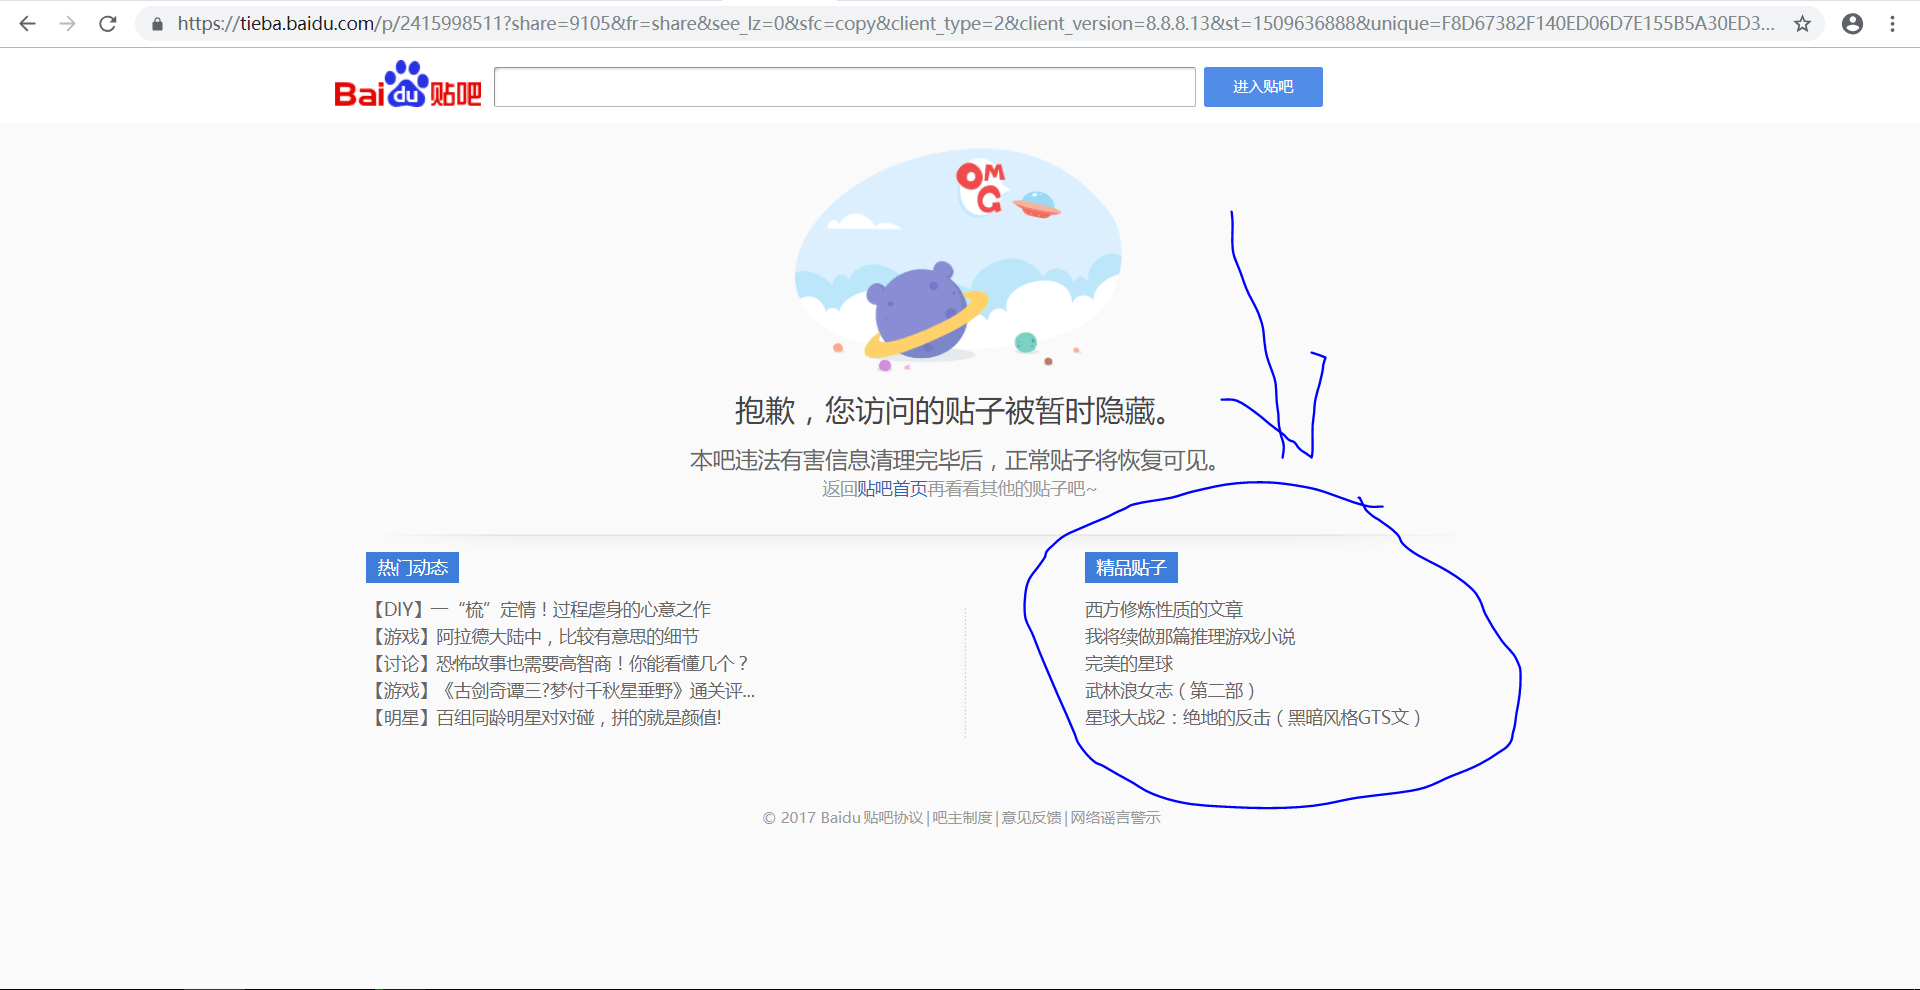 https://tieba.baidu.com/p/2415998511?share=9105&fr=share&see_lz=0&sfc=copy&client_type=2&client_version=8.8.8.13&st=1509636888&unique=F8D67382F140ED06D7E155B5A30ED3...
Bai du 贴吧
进入贴吧
OMG
抱歉，您访问的贴子被暂时隐藏。
本吧违法有害信息清理完毕后，正常贴子将恢复可见。
返回贴吧首页再看看其他的贴子吧~
热门动态
【DIY】一“梳”定情！过程虐身的心意之作
【游戏】阿拉德大陆中，比较有意思的细节
【讨论】恐怖故事也需要高智商！你能看懂几个？
【游戏】《古剑奇谭三?梦付千秋星垂野》通关评...
【明星】百组同龄明星对对碰，拼的就是颜值!
精品贴子
西方修炼性质的文章
我将续做那篇推理游戏小说
完美的星球
武林浪女志（第二部）
星球大战2：绝地的反击（黑暗风格GTS文）
© 2017 Baidu 贴吧协议|吧主制度|意见反馈|网络谣言警示